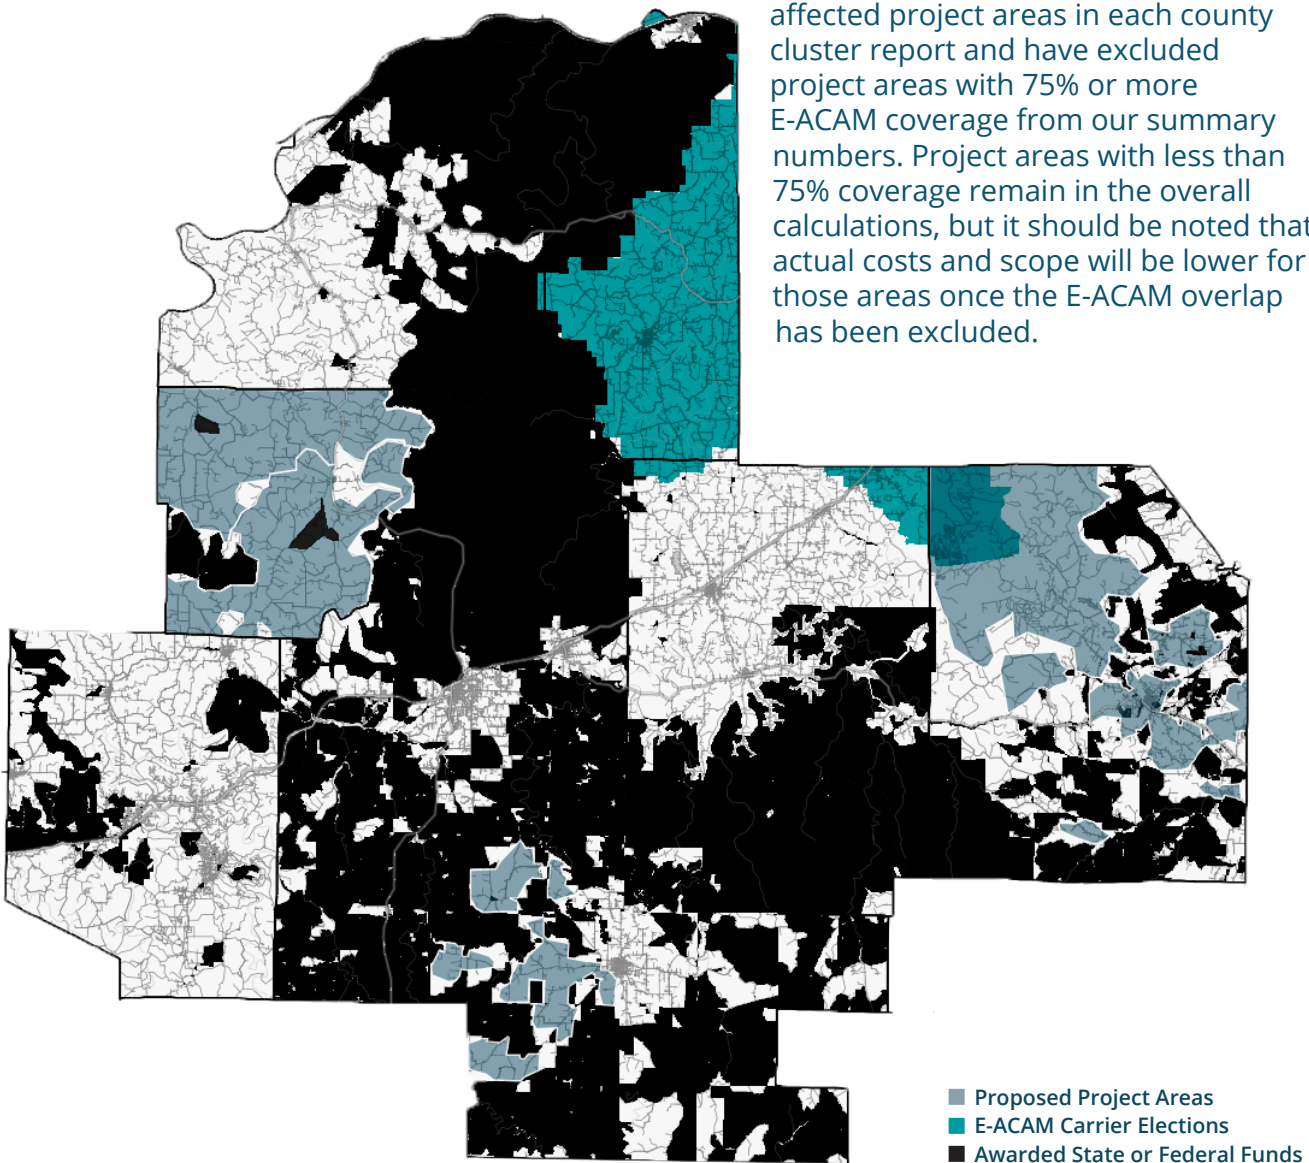 affected project areas in each county
cluster report and have excluded
project areas with 75% or more
E-ACAM coverage from our summary
numbers. Project areas with less than
75% coverage remain in the overall
calculations, but it should be noted that
actual costs and scope will be lower for
those areas once the E-ACAM overlap
has been excluded.
Proposed Project Areas
E-ACAM Carrier Elections
Awarded State or Federal Funds